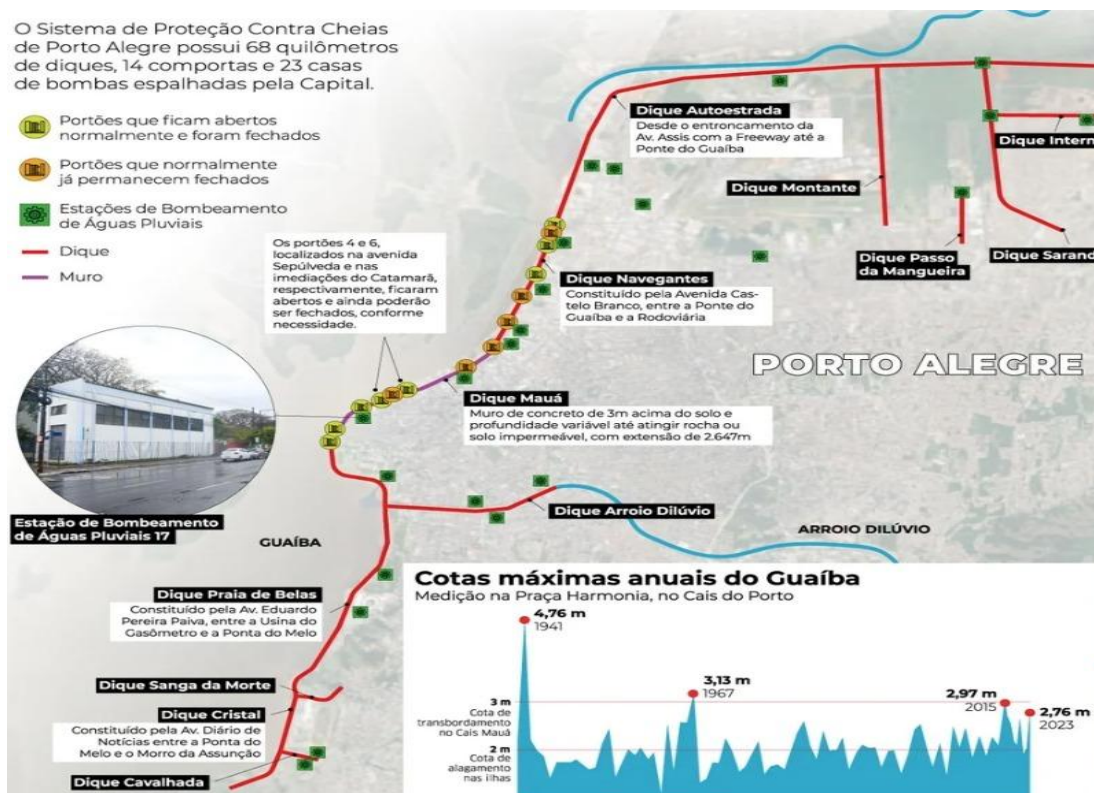 O Sistema de Proteção Contra Cheias
de Porto Alegre possui 68 quilômetros
de diques, 14 comportas e 23 casas
de bombas espalhadas pela Capital.
Portões que ficam abertos
normalmente e foram fechados
Portões que normalmente
já permanecem fechados
Estações de Bombeamento
de Águas Pluviais
Dique
Muro
Os portões 4 e 6,
localizados na avenida
Sepúlveda e nas
imediações do Catamarã,
respectivamente, ficaram
abertos e ainda poderão
ser fechados, conforme
necessidade.
Dique Autoestrada
Desde o entroncamento da
Av. Assis com a Freeway até a
Ponte do Guaíba
Dique Montante
Dique Intern
Dique Passo
da Mangueira
Dique Sarand
Dique Navegantes
Constituído pela Avenida Cas-
telo Branco, entre a Ponte do
Guaíba e a Rodoviária
PORTO ALEGRE
Dique Mauá
Muro de concreto de 3m acima do solo e
profundidade variável até atingir rocha ou
solo impermeável, com extensão de 2.647m
Estação de Bombeamento
de Águas Pluviais 17
GUAÍBA
Dique Arroio Dilúvio
ARROIO DILÚVIO
Dique Praia de Belas
Constituído pela Av. Eduardo
Pereira Paiva, entre a Usina do
Gasômetro e a Ponta do Melo
Dique Sanga da Morte
Dique Cristal
Constituído pela Av. Diário de
Notícias entre a Ponta do
Melo e o Morro da Assunção
Dique Cavalhada
Cotas máximas anuais do Guaíba
Medição na Praça Harmonia, no Cais do Porto
4,76 m
1941
3,13 m
1967
2,97 m
2015
2,76 m
2023
3 m
Cota de
transbordamento
no Cais Mauá
2 m
Cota de
alagamento
nas ilhas